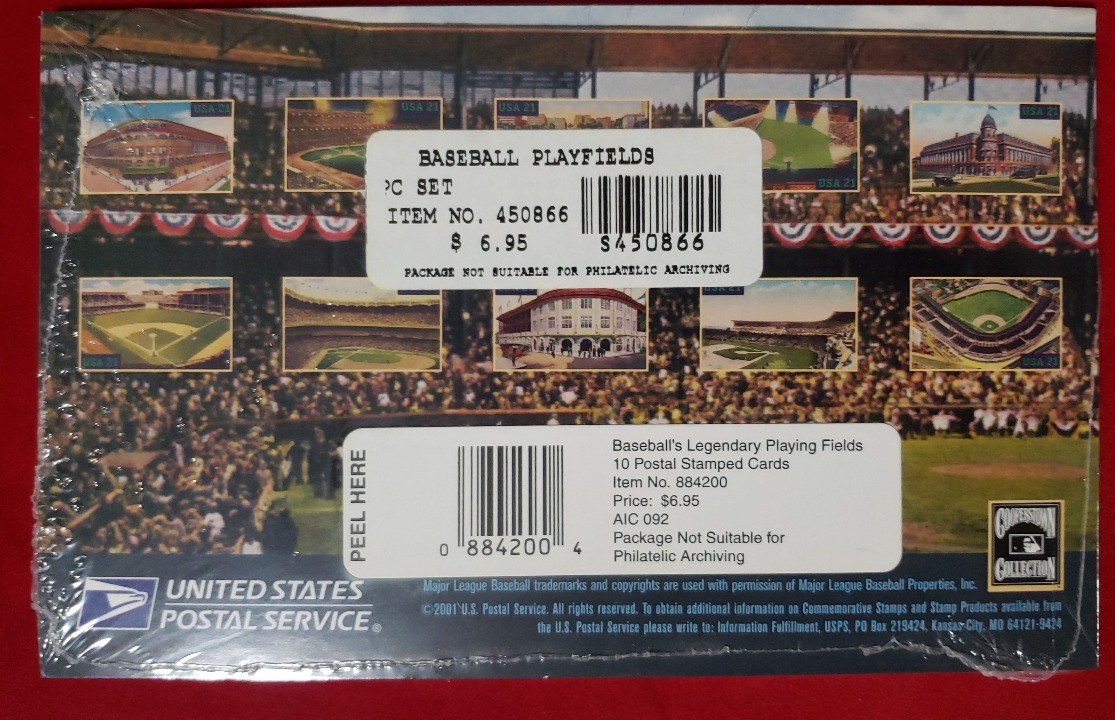 USA 21
USA 21
USA 21
USA 21
USA 21
BASEBALL PLAYFIELDS
PC SET
ITEM NO. 450866
$ 6.95
S450866
PACKAGE NOT SUITABLE FOR PHILATELIC ARCHIVING
USA 21
USA 21
USA 21
PEEL HERE
0 884200 4
Baseball's Legendary Playing Fields
10 Postal Stamped Cards
Item No. 884200
Price: $6.95
AIC 092
Package Not Suitable for
Philatelic Archiving
COOPERSTOWN
COLLECTION
UNITED STATES
POSTAL SERVICE®
Major League Baseball trademarks and copyrights are used with permission of Major League Baseball Properties, Inc.
© 2001 U.S. Postal Service. All rights reserved. To obtain additional information on Commemorative Stamps and Stamp Products available from
the U.S. Postal Service please write to: Information Fulfillment, USPS, PO Box 219424, Kansas City, MO 64121-9424